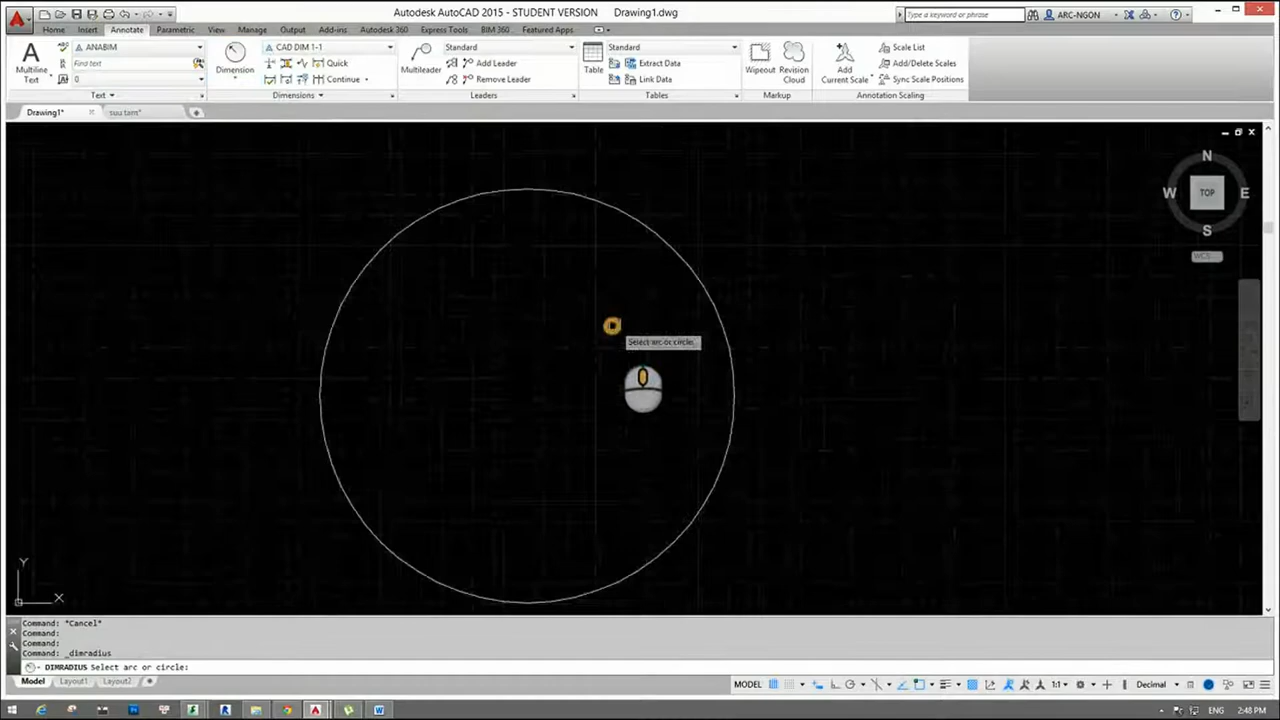 Autodesk AutoCAD 2015 - STUDENT VERSION Drawing1.dwg
Type a keyword or phrase
ARC-NGON
Home Insert Annotate Parametric View Manage Output Add-ins Autodesk 360 Express Tools BIM 360 Featured Apps
A ABC ANABIM
Find text
0
Multiline
Text
Text
Dimension
CAD DIM 1-1
Quick
Continue
Dimensions
Multileader
Standard
Add Leader
Remove Leader
Leaders
Table
Standard
Extract Data
Link Data
Tables
Wipeout
Revision
Cloud
Markup
Add
Current Scale
Scale List
Add/Delete Scales
Sync Scale Positions
Annotation Scaling
Drawing1*
suu tam*
N
W TOP E
S
WCS
Select arc or circle:
Y
X
Command: *Cancel*
Command:
Command:
Command: _dimradius
DIMRADIUS Select arc or circle:
Model Layout1 Layout2
MODEL 1:1 Decimal
ENG 2:48 PM